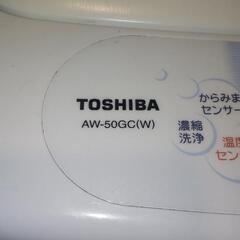 TOSHIBA
AW-50GC(W)
からみま
センサー
濃縮
洗浄
温度
セン